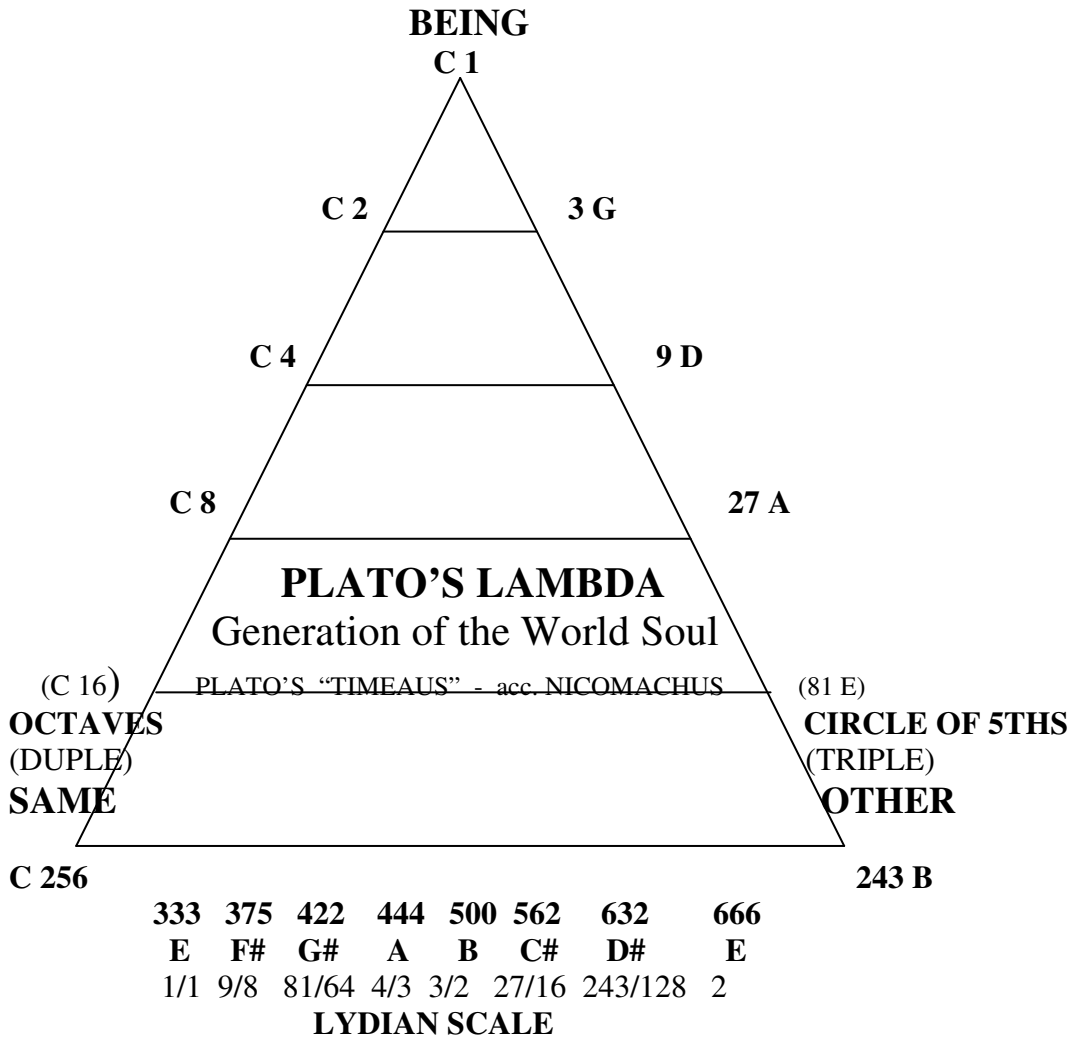 BEING
C 1
C 2 3 G
C 4 9 D
C 8 27 A
PLATO’S LAMBDA
Generation of the World Soul
(C 16) PLATO’S “TIMEAUS” - acc. NICOMACHUS (81 E)
OCTAVES CIRCLE OF 5THS
(DUPLE) (TRIPLE)
SAME OTHER
C 256 243 B
333 375 422 444 500 562 632 666
E F# G# A B C# D# E
1/1 9/8 81/64 4/3 3/2 27/16 243/128 2
LYDIAN SCALE